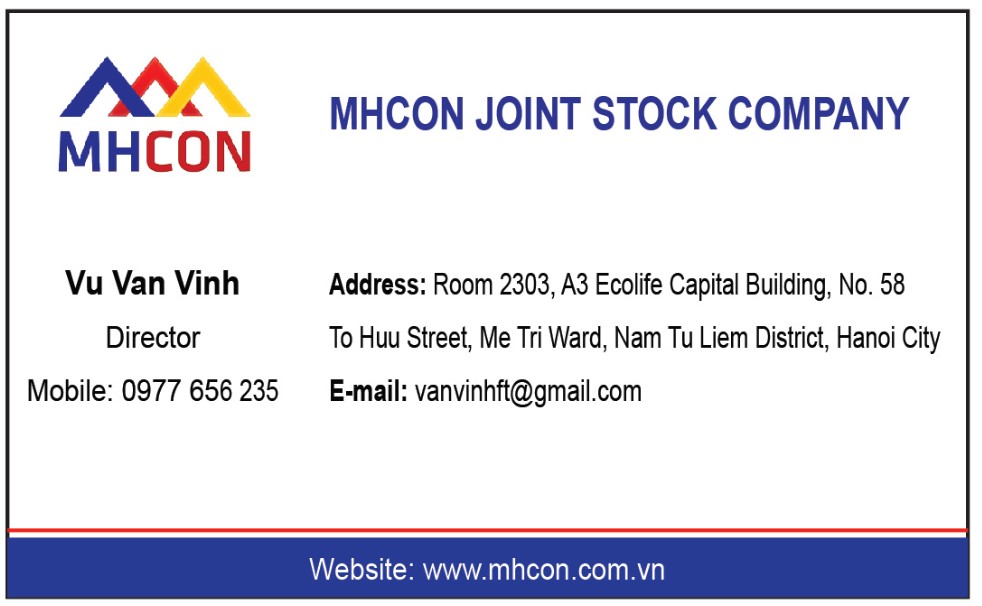 MHCON
MHCON JOINT STOCK COMPANY
Vu Van Vinh
Director
Mobile: 0977 656 235
Address: Room 2303, A3 Ecolife Capital Building, No. 58
To Huu Street, Me Tri Ward, Nam Tu Liem District, Hanoi City
E-mail: vanvinhft@gmail.com
Website: www.mhcon.com.vn